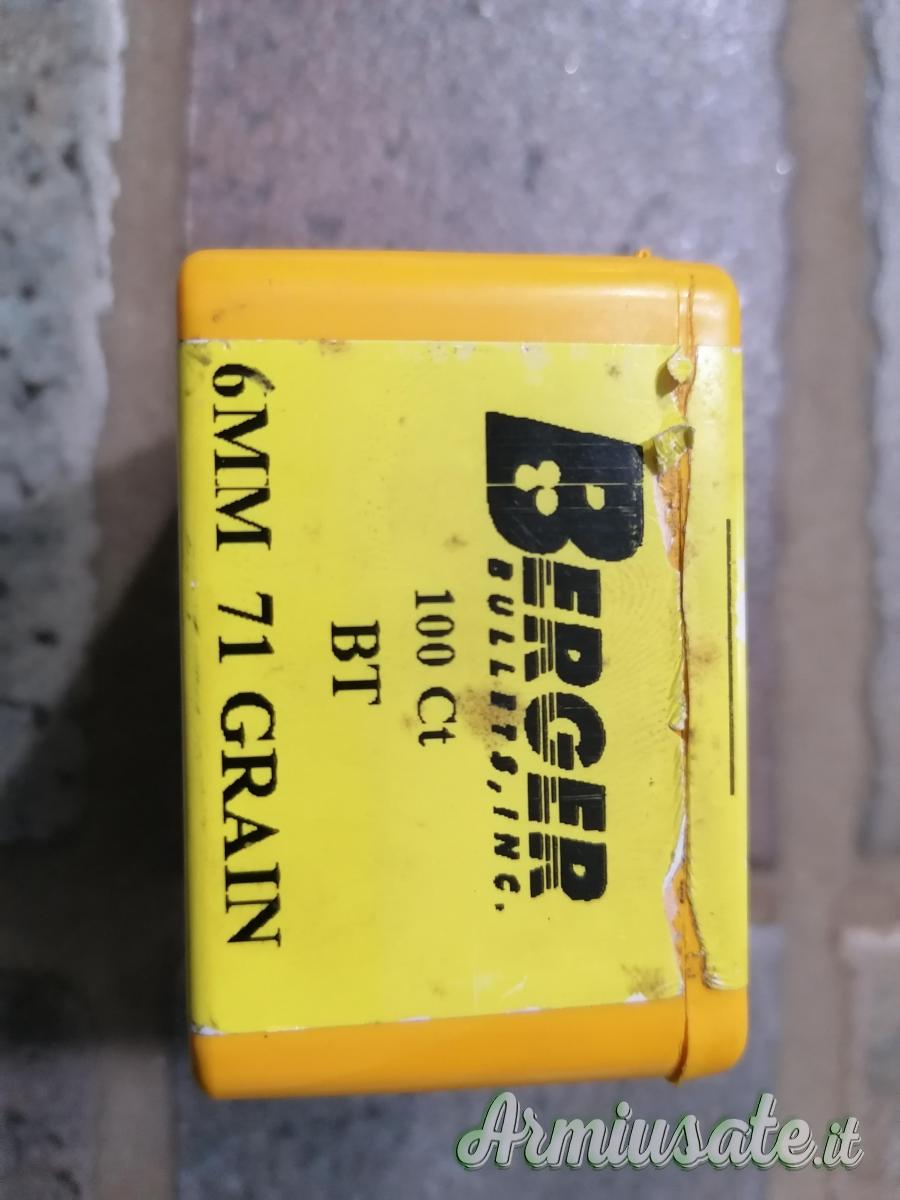 BERGER
BULLETS, INC.
100 Ct
BT
6MM 71 GRAIN
Armiusate.it